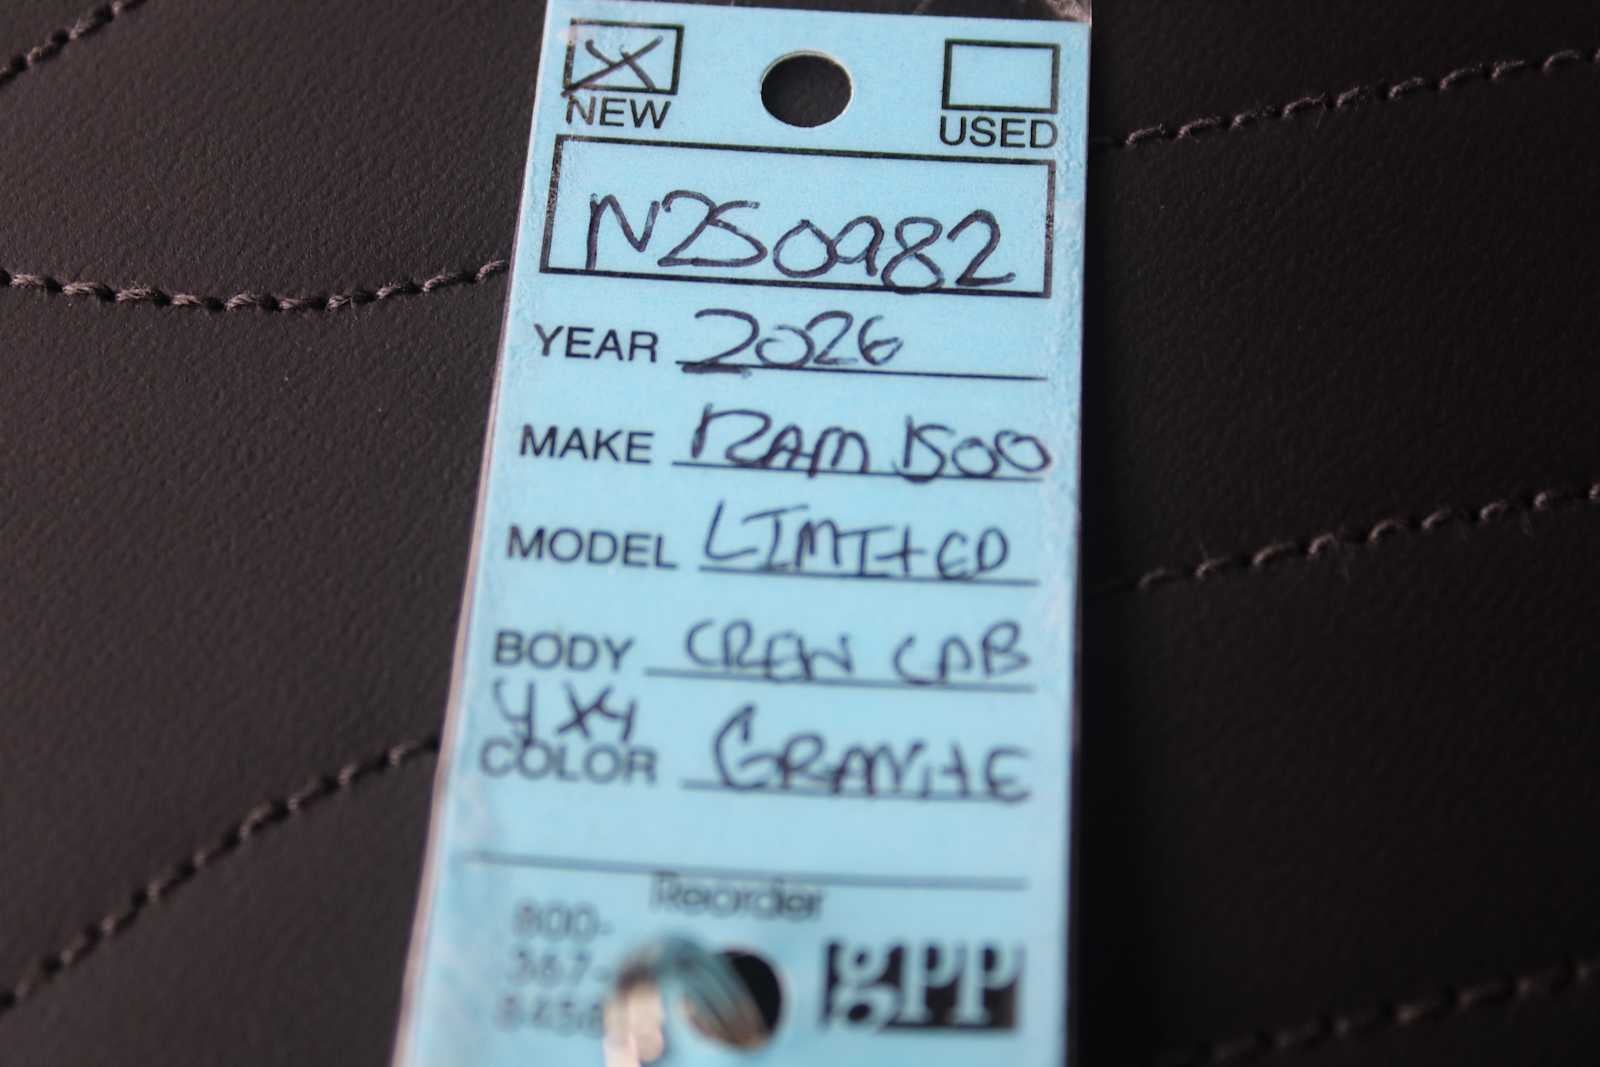 NEW USED
N250982
YEAR 2026
MAKE RAM 1500
MODEL LIMITED
BODY CREW CAB
4X4
COLOR GRANITE
Reorder
800-
367-
gpp